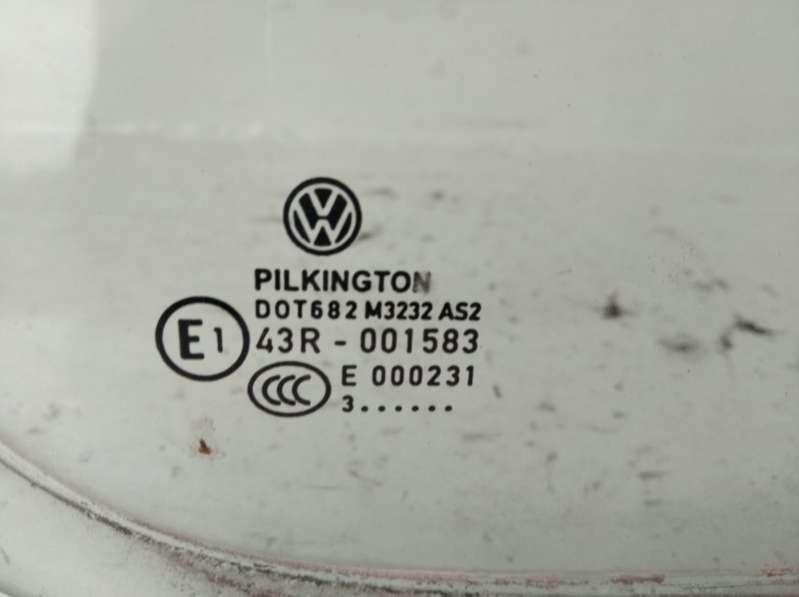 PILKINGTON
DOT682 M3232 AS2
E1 43R - 001583
CCC E 000231
3......